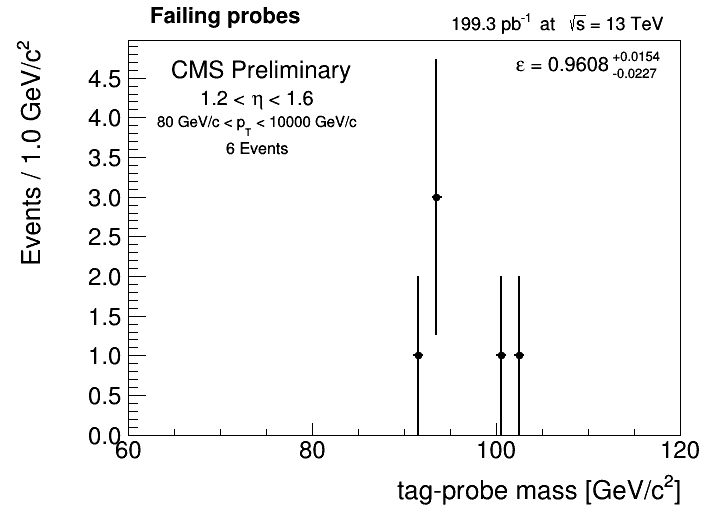 Failing probes
199.3 pb⁻¹ at √s = 13 TeV
CMS Preliminary
1.2 < η < 1.6
80 GeV/c < p_T < 10000 GeV/c
6 Events
ε = 0.9608 +0.0154 -0.0227
Events / 1.0 GeV/c²
4.5
4.0
3.5
3.0
2.5
2.0
1.5
1.0
0.5
0.0
60 80 100 120
tag-probe mass [GeV/c²]